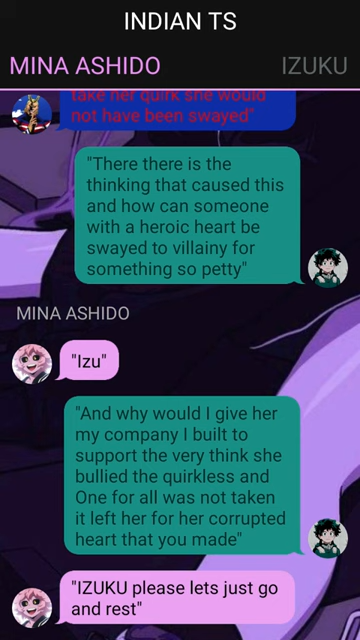 INDIAN TS
MINA ASHIDO IZUKU
take her quirk she would
not have been swayed"
"There there is the
thinking that caused this
and how can someone
with a heroic heart be
swayed to villainy for
something so petty"
MINA ASHIDO
"Izu"
"And why would I give her
my company I built to
support the very think she
bullied the quirkless and
One for all was not taken
it left her for her corrupted
heart that you made"
"IZUKU please lets just go
and rest"